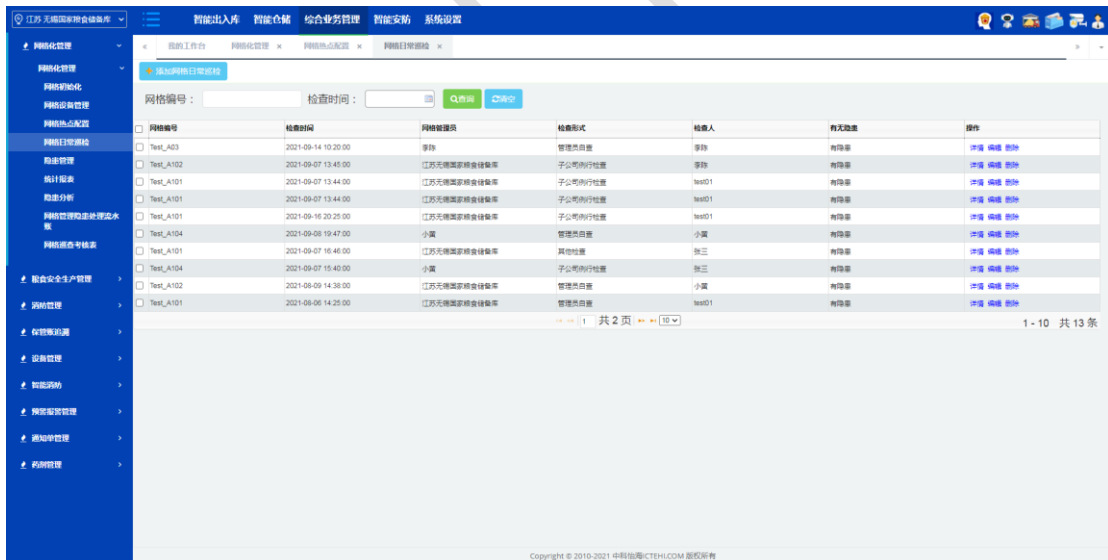 江苏 无锡国家粮食储备库
智能出入库 智能仓储 综合业务管理 智能安防 系统设置
网格化管理
网格化管理
网格初始化
网格设备管理
网格热点配置
网格日常巡检
隐患管理
统计报表
隐患分析
网格管理隐患处理流水账
网格巡查考核表
粮食安全生产管理
消防管理
保管账追溯
设备管理
智能消防
预警报警管理
通知单管理
药剂管理
« 我的工作台 网格化管理 × 网格热点配置 × 网格日常巡检 × »
添加网格日常巡检
网格编号： 检查时间： 查询 清空
网格编号 检查时间 网格管理员 检查形式 检查人 有无隐患 操作
Test_A03 2021-09-14 10:20:00 李陈 管理员自查 李陈 有隐患 详情 编辑 删除
Test_A102 2021-09-07 13:45:00 江苏无锡国家粮食储备库 子公司例行检查 李陈 有隐患 详情 编辑 删除
Test_A101 2021-09-07 13:44:00 江苏无锡国家粮食储备库 子公司例行检查 test01 有隐患 详情 编辑 删除
Test_A101 2021-09-07 13:44:00 江苏无锡国家粮食储备库 子公司例行检查 test01 有隐患 详情 编辑 删除
Test_A101 2021-09-16 20:25:00 江苏无锡国家粮食储备库 子公司例行检查 test01 有隐患 详情 编辑 删除
Test_A104 2021-09-08 19:47:00 小黄 管理员自查 小黄 有隐患 详情 编辑 删除
Test_A101 2021-09-07 16:46:00 江苏无锡国家粮食储备库 其他检查 张三 有隐患 详情 编辑 删除
Test_A104 2021-09-07 15:40:00 小黄 子公司例行检查 张三 有隐患 详情 编辑 删除
Test_A102 2021-08-09 14:38:00 江苏无锡国家粮食储备库 管理员自查 小黄 有隐患 详情 编辑 删除
Test_A101 2021-08-06 14:25:00 江苏无锡国家粮食储备库 管理员自查 test01 有隐患 详情 编辑 删除
1 共 2 页 10
1 - 10 共 13 条
Copyright © 2010-2021 中科怡海ICTEHI.COM 版权所有